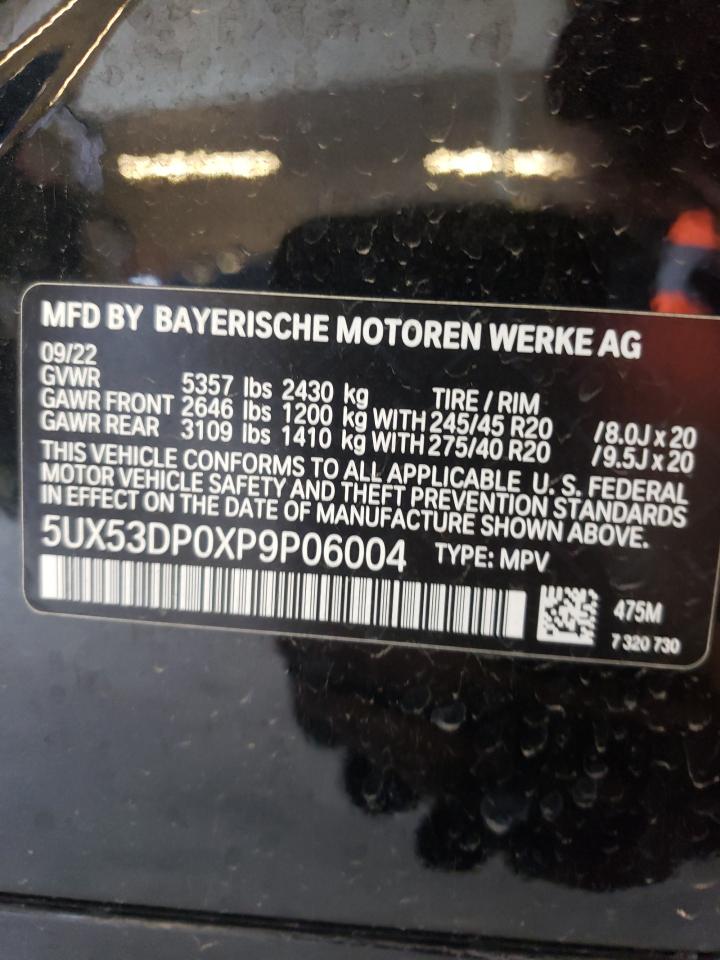 MFD BY BAYERISCHE MOTOREN WERKE AG
09/22
GVWR 5357 lbs 2430 kg TIRE / RIM
GAWR FRONT 2646 lbs 1200 kg WITH 245/45 R20 /8.0J x 20
GAWR REAR 3109 lbs 1410 kg WITH 275/40 R20 /9.5J x 20
THIS VEHICLE CONFORMS TO ALL APPLICABLE U. S. FEDERAL
MOTOR VEHICLE SAFETY AND THEFT PREVENTION STANDARDS
IN EFFECT ON THE DATE OF MANUFACTURE SHOWN ABOVE.
5UX53DP0XP9P06004 TYPE: MPV
475M
7 320 730